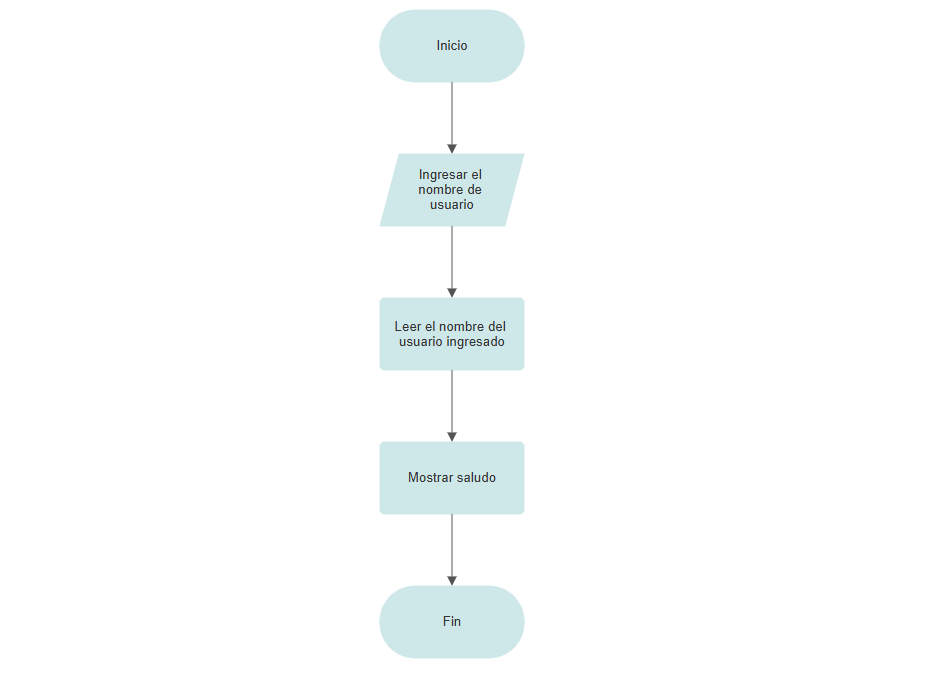 Inicio
Ingresar el
nombre de
usuario
Leer el nombre del
usuario ingresado
Mostrar saludo
Fin